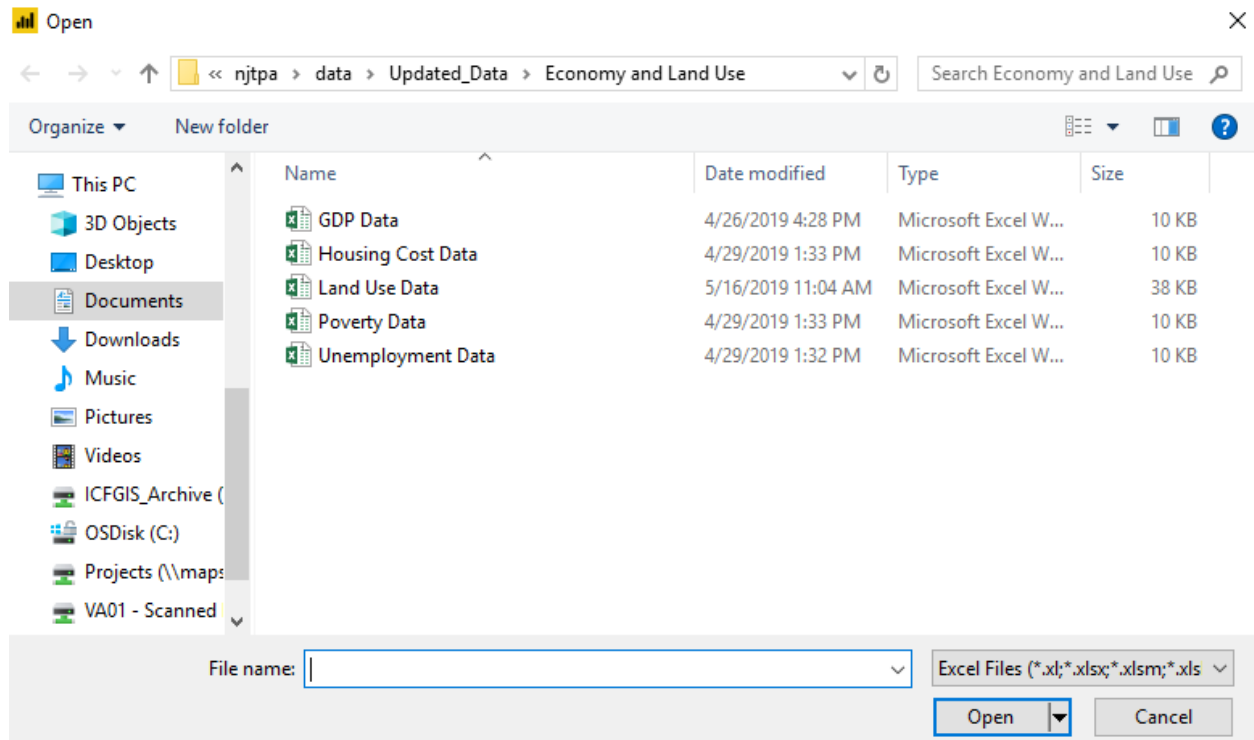 Open
« njtpa > data > Updated_Data > Economy and Land Use
Search Economy and Land Use
Organize
New folder
?
Name Date modified Type Size
This PC
3D Objects
Desktop
Documents
Downloads
Music
Pictures
Videos
ICFGIS_Archive (
OSDisk (C:)
Projects (\\maps
VA01 - Scanned
GDP Data 4/26/2019 4:28 PM Microsoft Excel W... 10 KB
Housing Cost Data 4/29/2019 1:33 PM Microsoft Excel W... 10 KB
Land Use Data 5/16/2019 11:04 AM Microsoft Excel W... 38 KB
Poverty Data 4/29/2019 1:33 PM Microsoft Excel W... 10 KB
Unemployment Data 4/29/2019 1:32 PM Microsoft Excel W... 10 KB
File name:
Excel Files (*.xl;*.xlsx;*.xlsm;*.xls
Open Cancel